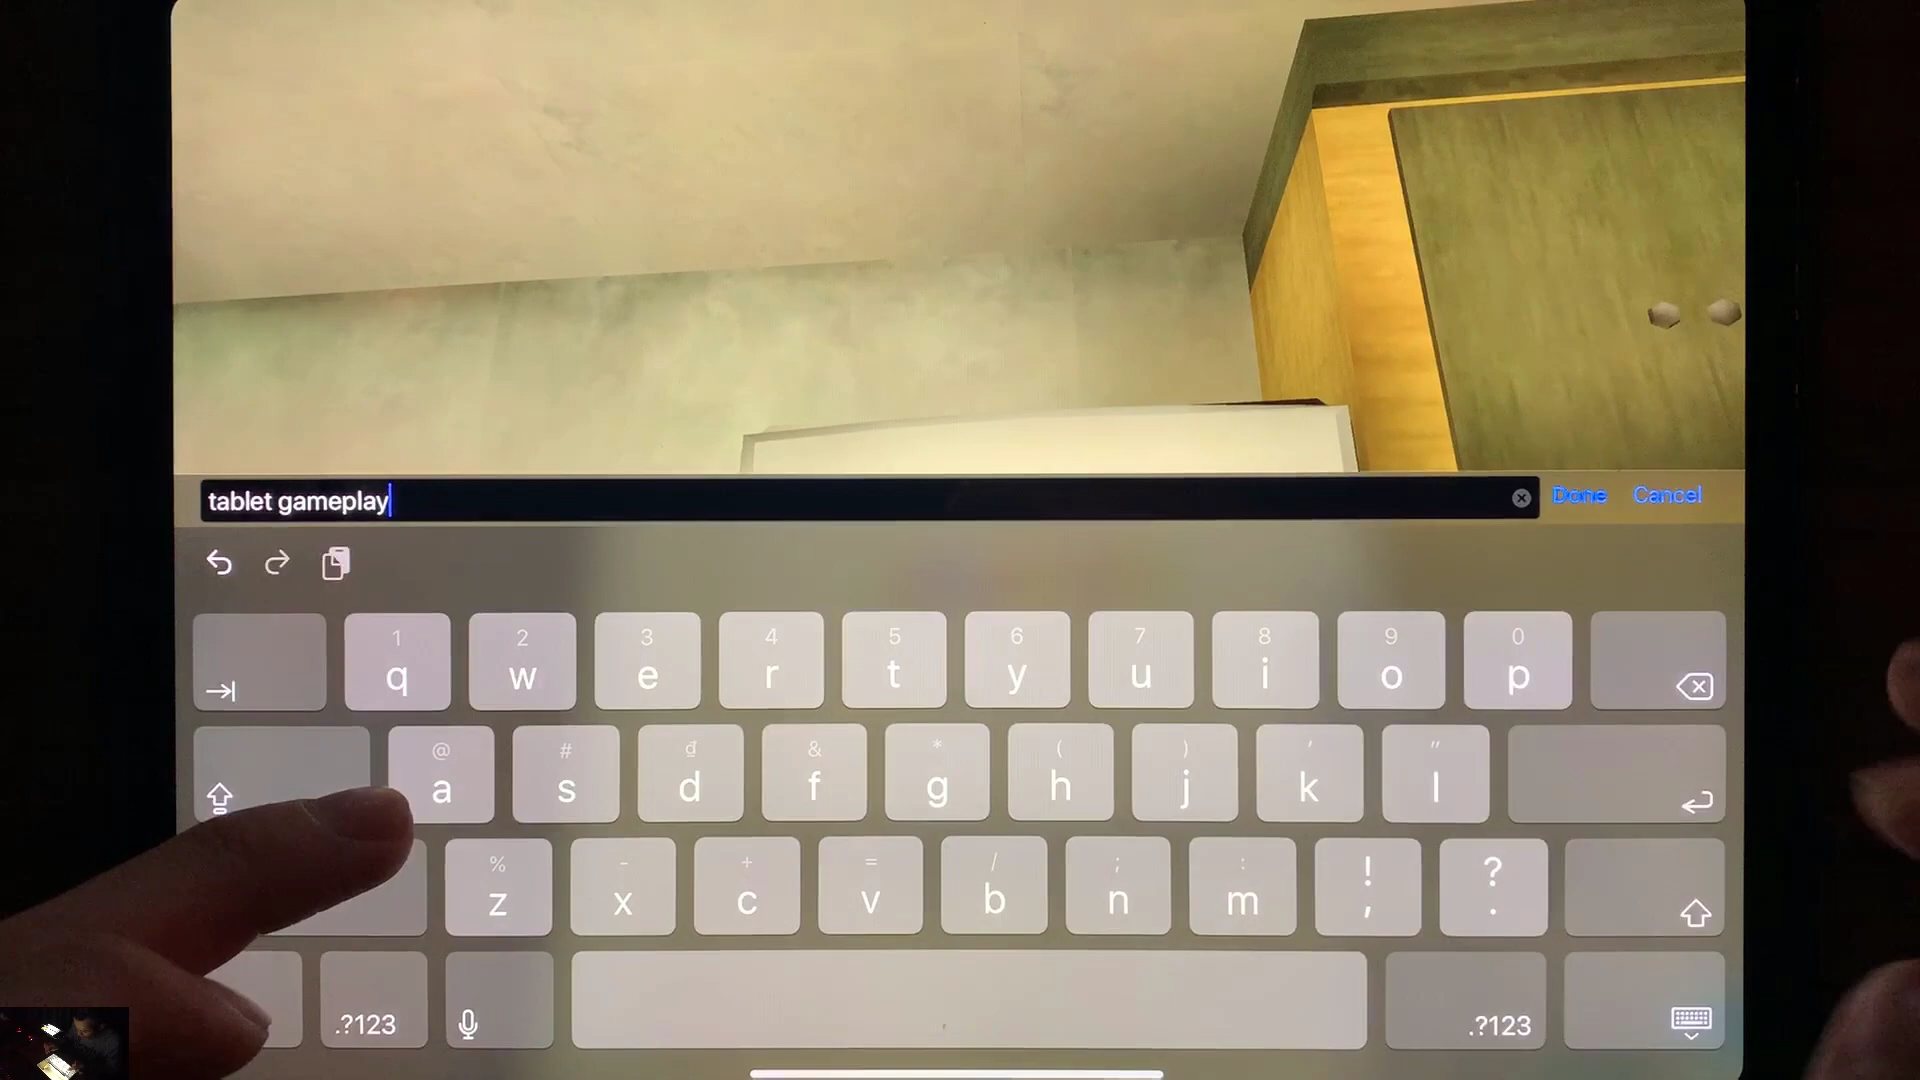 tablet gameplay
Done Cancel
1 2 3 4 5 6 7 8 9 0
q w e r t y u i o p
@ # ₫ & * ( ) ' "
a s d f g h j k l
% - + = / ; : ! ?
z x c v b n m , .
.?123 .?123